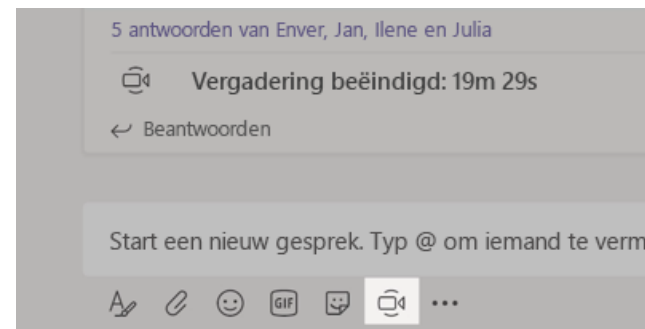 5 antwoorden van Enver, Jan, Ilene en Julia
Vergadering beëindigd: 19m 29s
Beantwoorden
Start een nieuw gesprek. Typ @ om iemand te verm
GIF